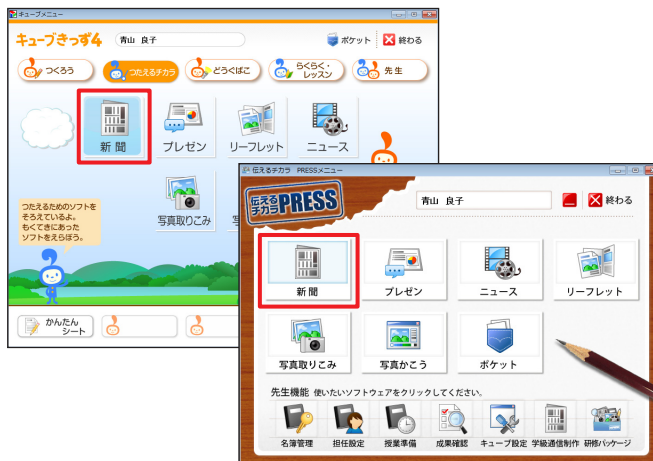 キューブメニュー
キューブきっず4
青山 良子
ポケット
終わる
つくろう
つたえるチカラ
どうぐばこ
らくらく・
レッスン
先生
新聞
プレゼン
リーフレット
ニュース
写真取りこみ
つたえるためのソフトを
そろえているよ。
もくてきにあった
ソフトをえらぼう。
かんたん
シート
伝えるチカラ PRESS×メニュー
伝える
チカラ PRESS
青山 良子
終わる
新聞
プレゼン
ニュース
リーフレット
写真取りこみ
写真かこう
ポケット
先生機能 使いたいソフトウェアをクリックしてください。
名簿管理
担任設定
授業準備
成果確認
キューブ設定
学級通信制作
研修パッケージ